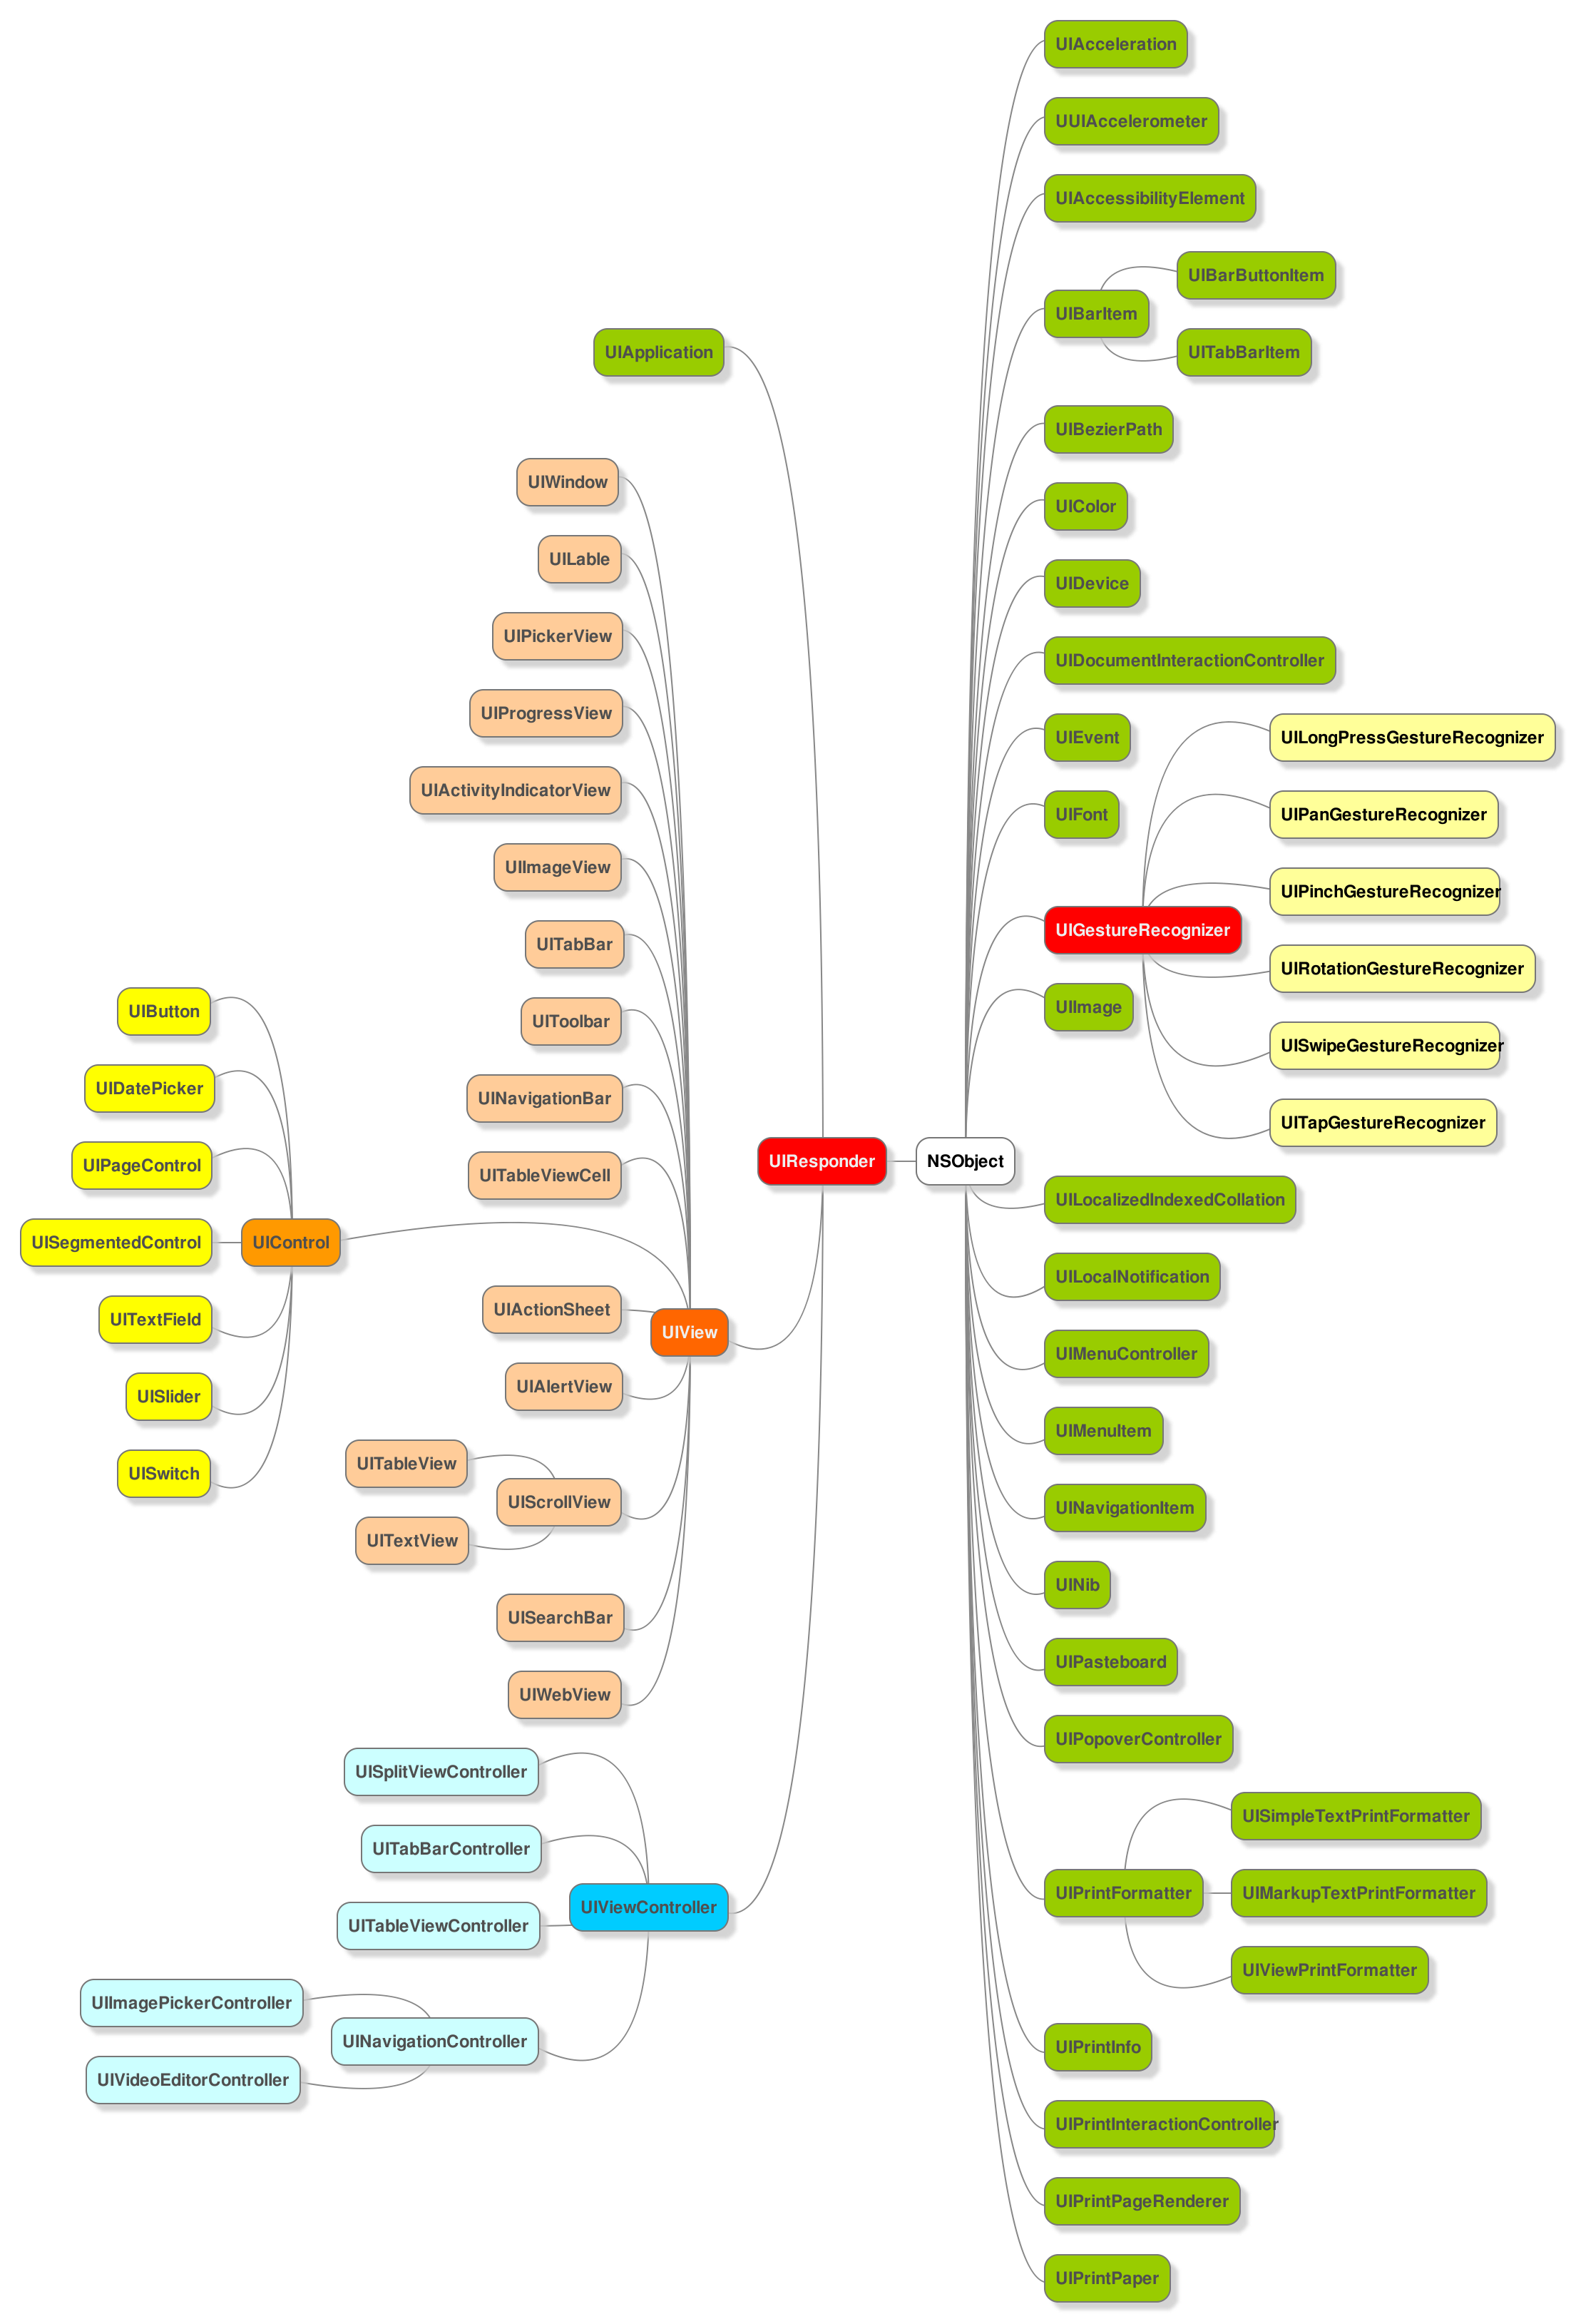 UIAcceleration
UUIAccelerometer
UIAccessibilityElement
UIBarButtonItem
UIBarItem
UITabBarItem
UIApplication
UIBezierPath
UIWindow
UIColor
UILable
UIDevice
UIPickerView
UIDocumentInteractionController
UIProgressView
UIEvent
UILongPressGestureRecognizer
UIActivityIndicatorView
UIFont
UIPanGestureRecognizer
UIImageView
UIPinchGestureRecognizer
UITabBar
UIGestureRecognizer
UIRotationGestureRecognizer
UIButton
UIToolbar
UIImage
UISwipeGestureRecognizer
UIDatePicker
UINavigationBar
UITapGestureRecognizer
UIPageControl
UITableViewCell
UIResponder
NSObject
UILocalizedIndexedCollation
UISegmentedControl
UIControl
UILocalNotification
UITextField
UIActionSheet
UIView
UIMenuController
UISlider
UIAlertView
UIMenuItem
UISwitch
UITableView
UIScrollView
UINavigationItem
UITextView
UINib
UISearchBar
UIPasteboard
UIWebView
UIPopoverController
UISplitViewController
UISimpleTextPrintFormatter
UITabBarController
UIPrintFormatter
UIMarkupTextPrintFormatter
UIViewController
UITableViewController
UIViewPrintFormatter
UIImagePickerController
UINavigationController
UIPrintInfo
UIVideoEditorController
UIPrintInteractionController
UIPrintPageRenderer
UIPrintPaper